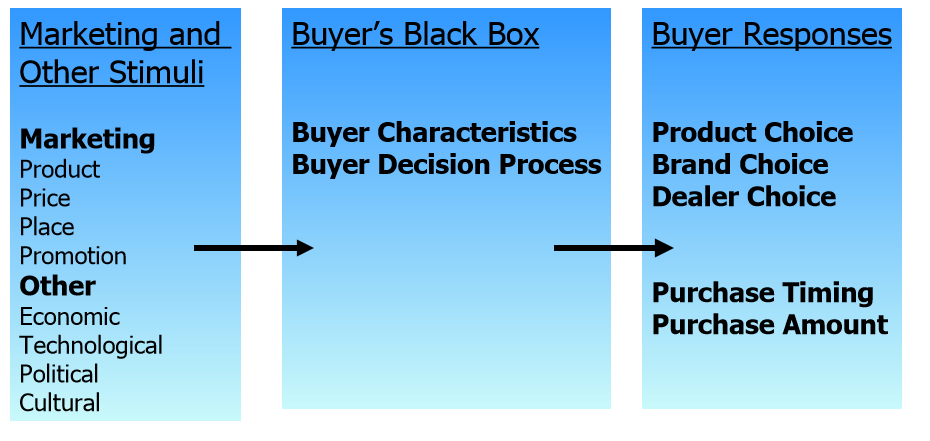 Marketing and
Other Stimuli
Marketing
Product
Price
Place
Promotion
Other
Economic
Technological
Political
Cultural
Buyer’s Black Box
Buyer Characteristics
Buyer Decision Process
Buyer Responses
Product Choice
Brand Choice
Dealer Choice
Purchase Timing
Purchase Amount